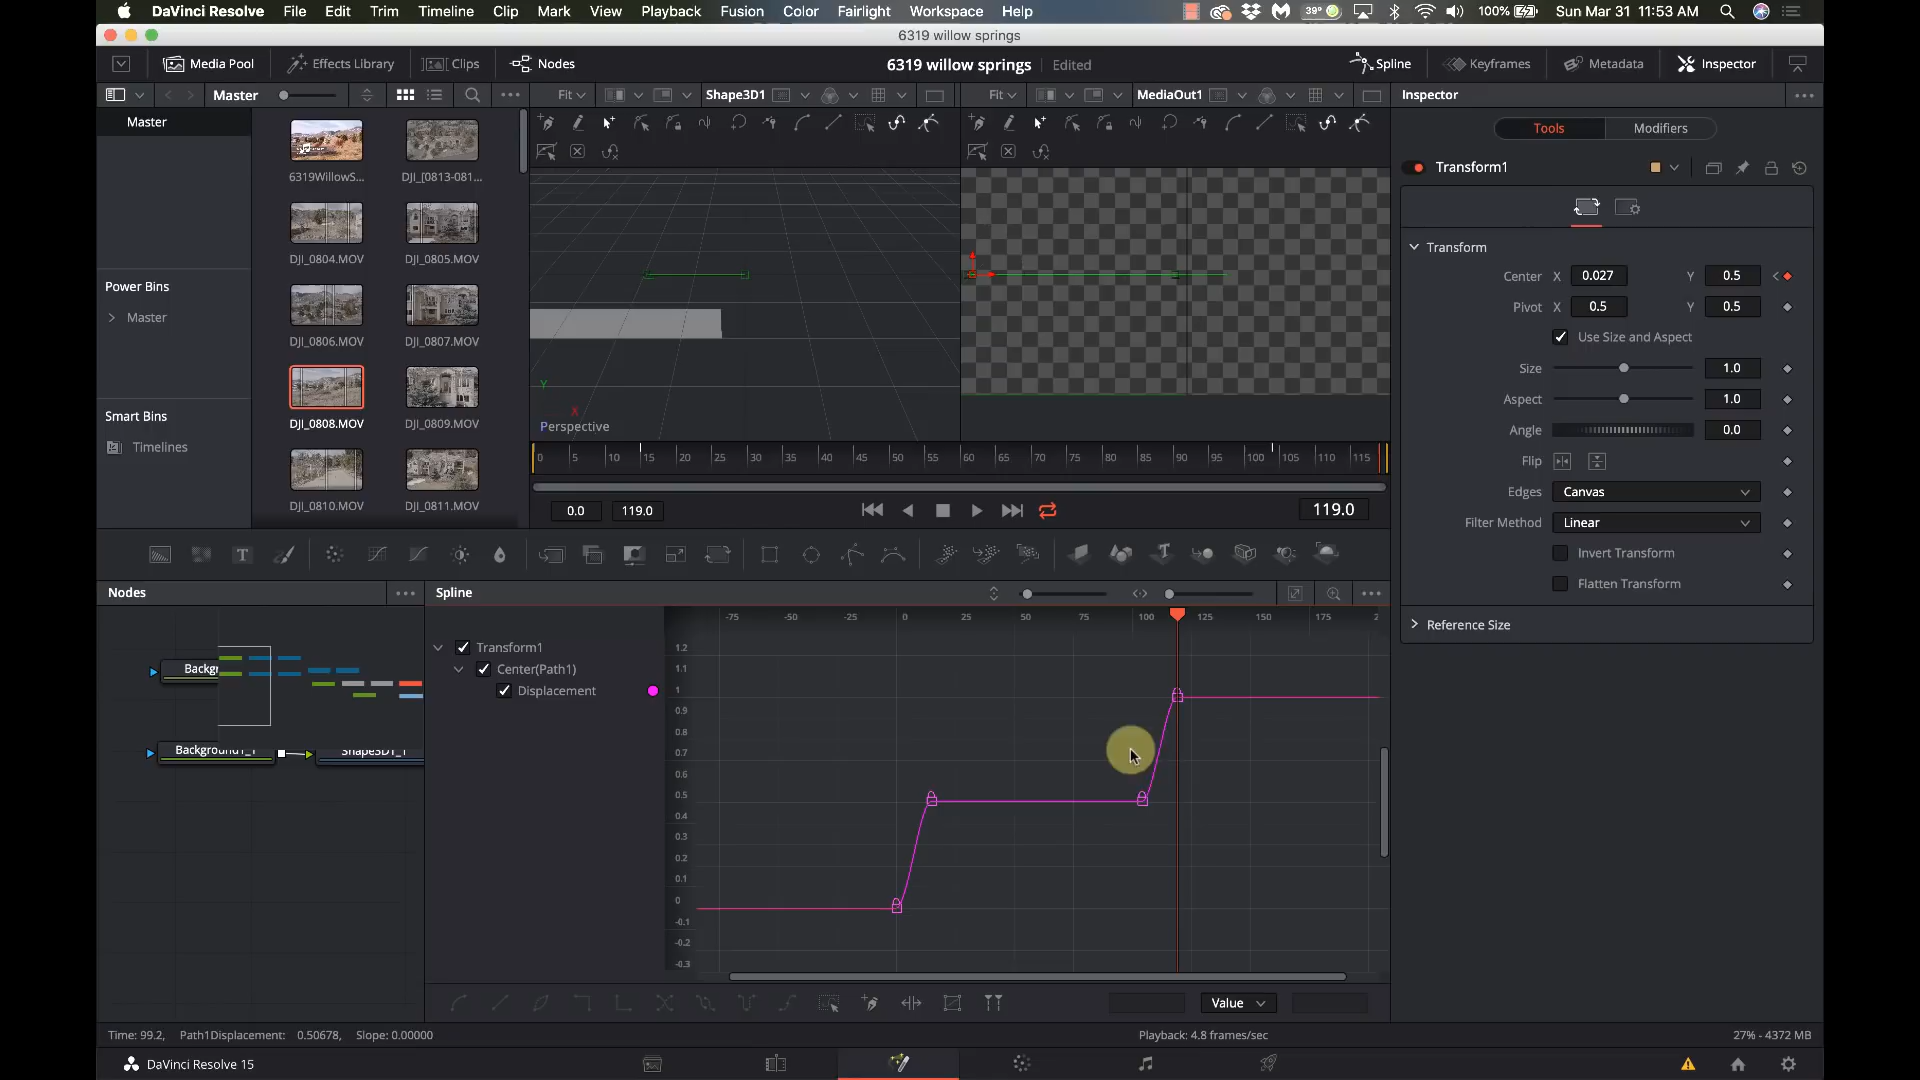 DaVinci Resolve File Edit Trim Timeline Clip Mark View Playback Fusion Color Fairlight Workspace Help 39° 100% Sun Mar 31 11:53 AM
6319 willow springs
Media Pool Effects Library Clips Nodes 6319 willow springs Edited Spline Keyframes Metadata Inspector
Master Fit Shape3D1 Fit MediaOut1 Inspector
Master
Tools Modifiers
6319WillowS... DJI_[0813-081...
Transform1
DJI_0804.MOV DJI_0805.MOV
Transform
Center X 0.027 Y 0.5
Power Bins
Pivot X 0.5 Y 0.5
Master
Use Size and Aspect
DJI_0806.MOV DJI_0807.MOV
Size 1.0
Y
Aspect 1.0
X
Smart Bins
DJI_0808.MOV DJI_0809.MOV
Perspective
Angle 0.0
Timelines
0 5 10 15 20 25 30 35 40 45 50 55 60 65 70 75 80 85 90 95 100 105 110 115
Flip
Edges Canvas
DJI_0810.MOV DJI_0811.MOV
0.0 119.0 119.0
Filter Method Linear
Invert Transform
T T
Flatten Transform
Nodes Spline
-75 -50 -25 0 25 50 75 100 125 150 175 2
Reference Size
Transform1
Center(Path1)
Displacement
1.2
1.1
1
0.9
0.8
0.7
0.6
0.5
0.4
0.3
0.2
0.1
0
-0.1
-0.2
-0.3
Backgr
Background1_1 Shape3D1_1
Value
Time: 99.2, Path1Displacement: 0.50678, Slope: 0.00000 Playback: 4.8 frames/sec 27% - 4372 MB
DaVinci Resolve 15